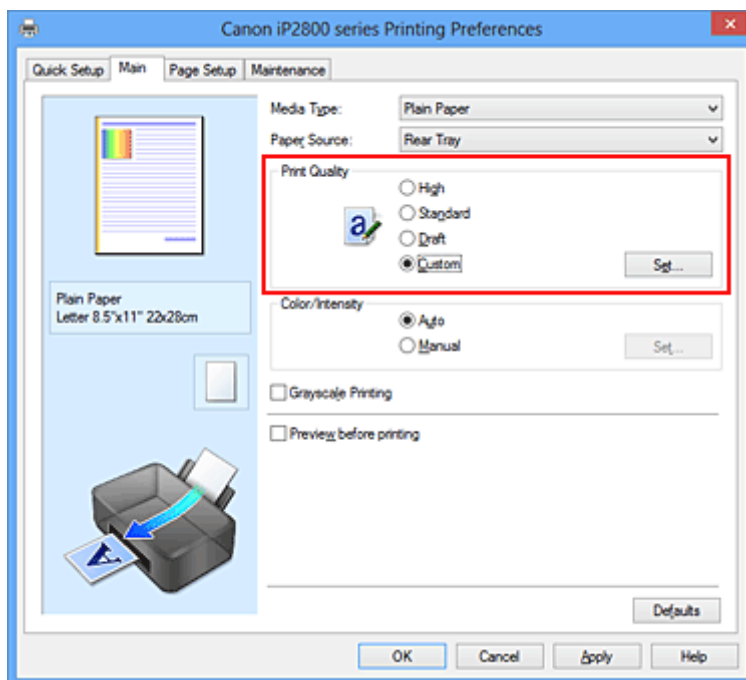 Canon iP2800 series Printing Preferences
Quick Setup Main Page Setup Maintenance
Media Type: Plain Paper
Paper Source: Rear Tray
Print Quality
High
Standard
a
Draft
Custom Set...
Plain Paper
Letter 8.5"x11" 22x28cm
Color/Intensity
Auto
Manual Set...
Grayscale Printing
Preview before printing
A
Defaults
OK Cancel Apply Help